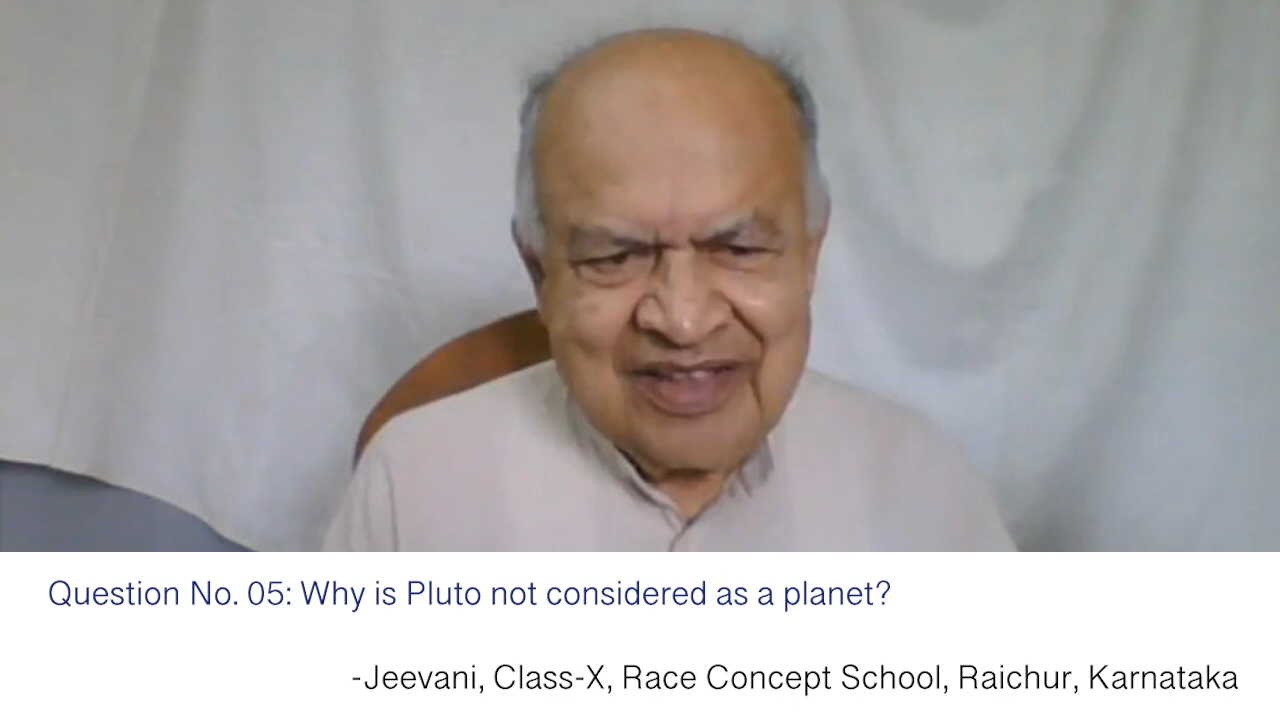 Question No. 05: Why is Pluto not considered as a planet?
-Jeevani, Class-X, Race Concept School, Raichur, Karnataka